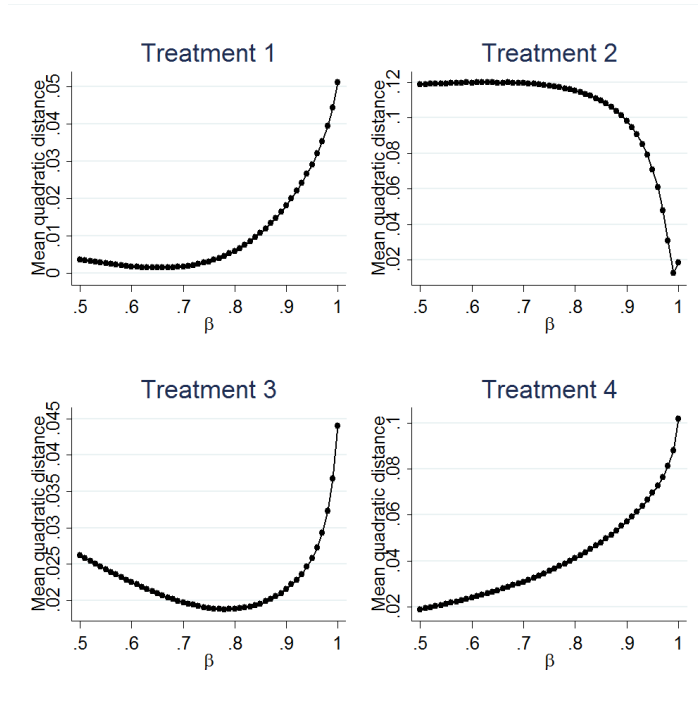 Treatment 1
Mean quadratic distance
0 .01 .02 .03 .04 .05
.5 .6 .7 .8 .9 1
β
Treatment 2
Mean quadratic distance
.02 .04 .06 .08 .1 .12
.5 .6 .7 .8 .9 1
β
Treatment 3
Mean quadratic distance
.02 .025 .03 .035 .04 .045
.5 .6 .7 .8 .9 1
β
Treatment 4
Mean quadratic distance
.02 .04 .06 .08 .1
.5 .6 .7 .8 .9 1
β